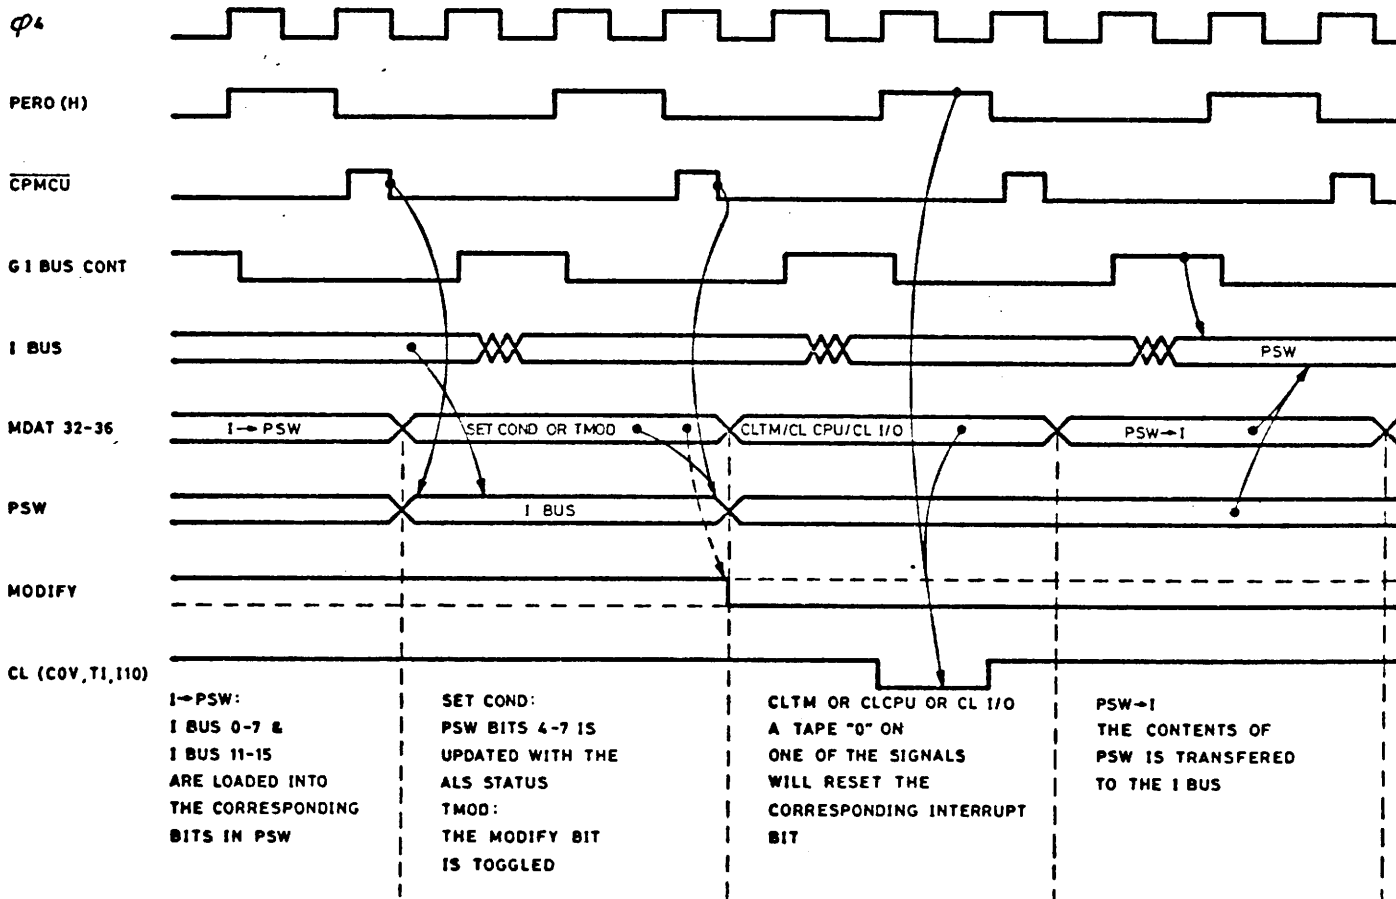 φ4
PERO (H)
CPMCU
G I BUS CONT
I BUS
PSW
MDAT 32-36
I→PSW
SET COND OR TMOD
CLTM/CL CPU/CL I/O
PSW→I
PSW
I BUS
MODIFY
CL (COV,TI,I10)
I→PSW:
I BUS 0-7 &
I BUS 11-15
ARE LOADED INTO
THE CORRESPONDING
BITS IN PSW
SET COND:
PSW BITS 4-7 IS
UPDATED WITH THE
ALS STATUS
TMOD:
THE MODIFY BIT
IS TOGGLED
CLTM OR CLCPU OR CL I/O
A TAPE "0" ON
ONE OF THE SIGNALS
WILL RESET THE
CORRESPONDING INTERRUPT
BIT
PSW→I
THE CONTENTS OF
PSW IS TRANSFERED
TO THE I BUS